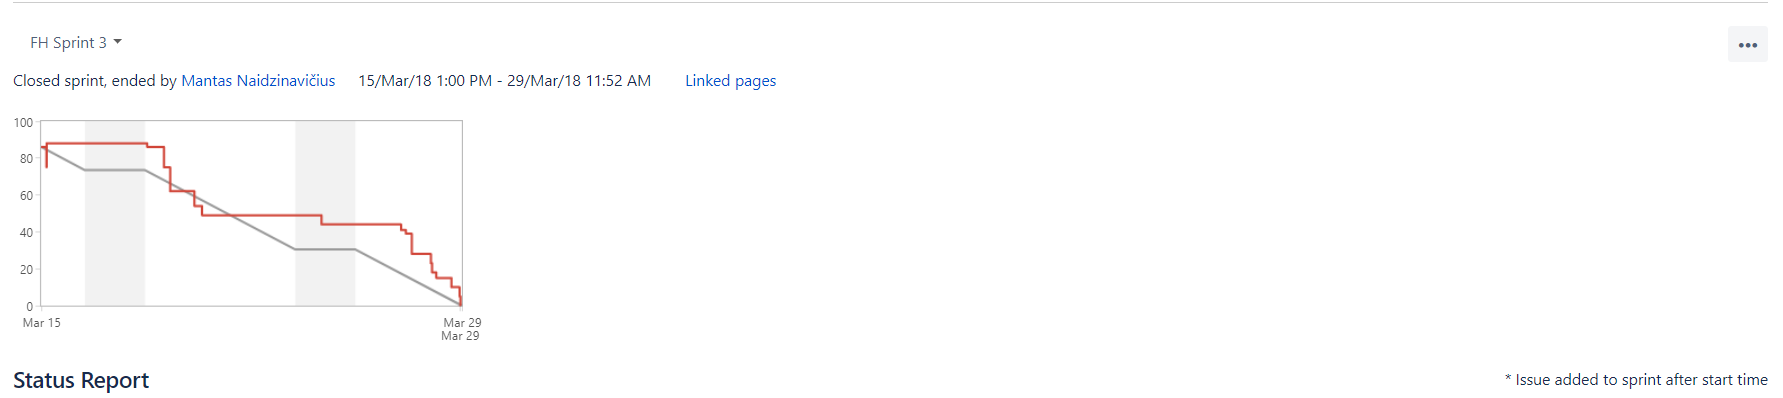 FH Sprint 3
Closed sprint, ended by Mantas Naidzinavičius 15/Mar/18 1:00 PM - 29/Mar/18 11:52 AM Linked pages
100
80
60
40
20
0
Mar 15
Mar 29
Mar 29
Status Report
* Issue added to sprint after start time